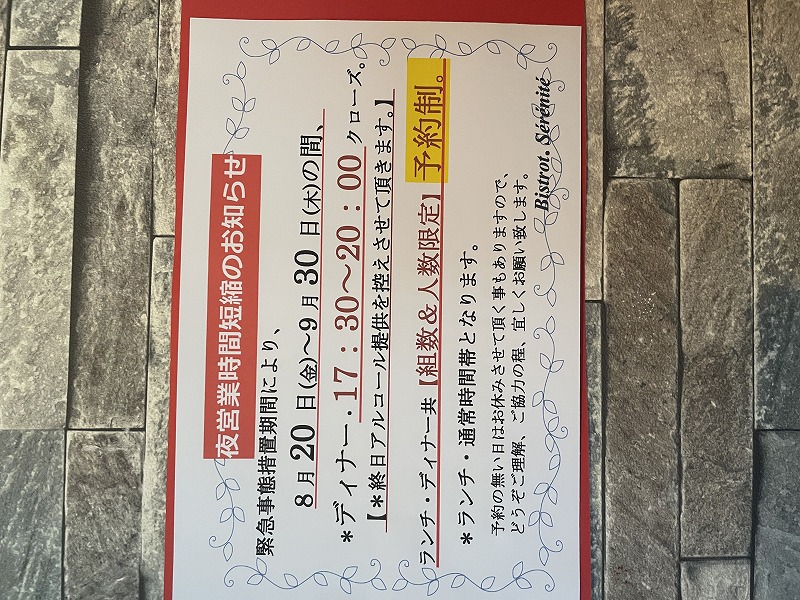 夜営業時間短縮のお知らせ
緊急事態措置期間により、
8月20日(金)〜9月30日(木)の間、
＊ディナー・17：30〜20：00クローズ。
【＊終日アルコール提供を控えさせて頂きます。】
ランチ・ディナー共【組数＆人数限定】予約制。
＊ランチ・通常時間帯となります。
予約の無い日はお休みさせて頂く事もありますので、
どうぞご理解、ご協力の程、宜しくお願い致します。
Bistrot. Sérénité